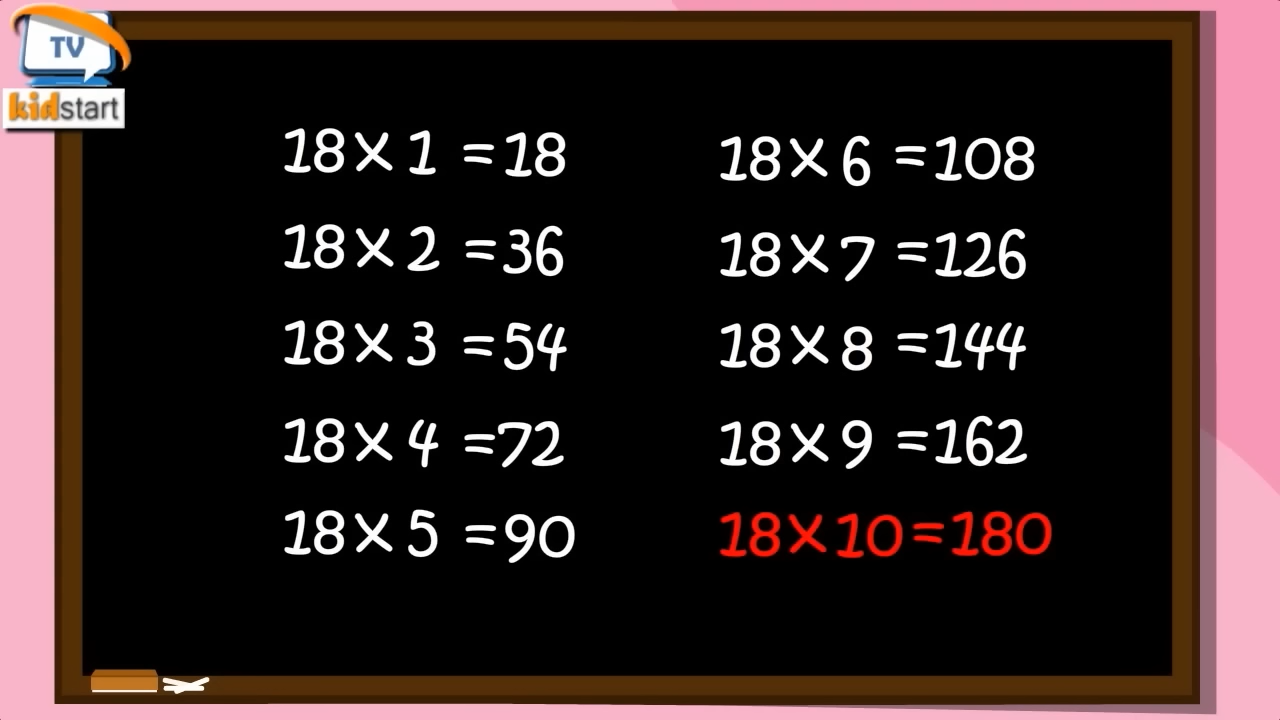 TV
kidstart
18 × 1 = 18
18 × 2 = 36
18 × 3 = 54
18 × 4 = 72
18 × 5 = 90
18 × 6 = 108
18 × 7 = 126
18 × 8 = 144
18 × 9 = 162
18 × 10 = 180